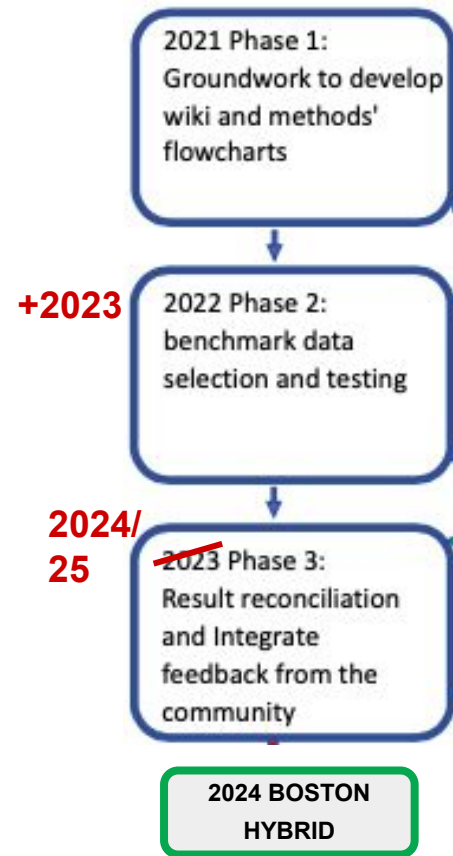 2021 Phase 1:
Groundwork to develop
wiki and methods'
flowcharts
+2023
2022 Phase 2:
benchmark data
selection and testing
2024/
25
2023 Phase 3:
Result reconciliation
and Integrate
feedback from the
community
2024 BOSTON
HYBRID